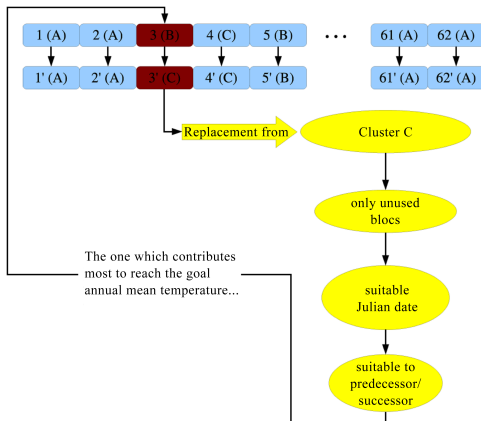 1 (A) 2 (A) 3 (B) 4 (C) 5 (B) ... 61 (A) 62 (A)
1' (A) 2' (A) 3' (C) 4' (C) 5' (B) 61' (A) 62' (A)
Replacement from
Cluster C
only unused
blocs
The one which contributes
most to reach the goal
annual mean temperature...
suitable
Julian date
suitable to
predecessor/
successor